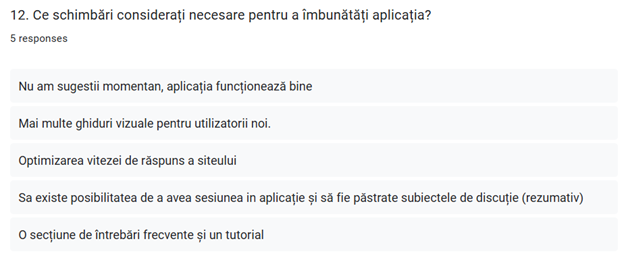 12. Ce schimbări considerați necesare pentru a îmbunătăți aplicația?
5 responses
Nu am sugestii momentan, aplicația funcționează bine
Mai multe ghiduri vizuale pentru utilizatorii noi.
Optimizarea vitezei de răspuns a siteului
Sa existe posibilitatea de a avea sesiunea in aplicație și să fie păstrate subiectele de discuție (rezumativ)
O secțiune de întrebări frecvente și un tutorial